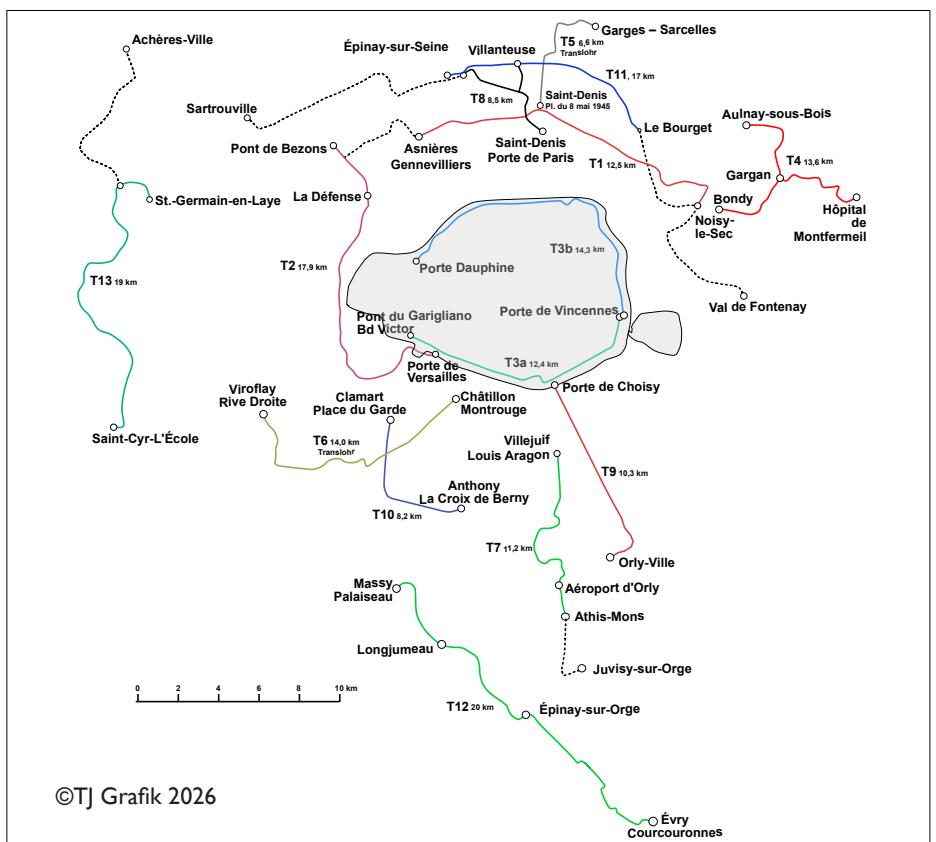 Garges – Sarcelles
T5 6,6 km
Translohr
Achères-Ville
Épinay-sur-Seine
Villanteuse
T11, 17 km
T8 8,5 km
Saint-Denis
Pl. du 8 mai 1945
Sartrouville
Aulnay-sous-Bois
Le Bourget
Pont de Bezons
Asnières
Gennevilliers
Saint-Denis
Porte de Paris
T1 12,5 km
T4 13,6 km
Gargan
St.-Germain-en-Laye
La Défense
Bondy
Noisy-
le-Sec
Hôpital
de
Montfermeil
T3b 14,3 km
T2 17,9 km
Porte Dauphine
T13 19 km
Val de Fontenay
Pont du Garigliano
Bd Victor
Porte de Vincennes
T3a 12,4 km
Porte de
Versailles
Porte de Choisy
Viroflay
Rive Droite
Clamart
Place du Garde
Châtillon
Montrouge
Saint-Cyr-L'École
T6 14,0 km
Translohr
Villejuif
Louis Aragon
T9 10,3 km
Anthony
La Croix de Berny
T10 8,2 km
T7 11,2 km
Orly-Ville
Massy
Palaiseau
Aéroport d'Orly
Athis-Mons
Longjumeau
Juvisy-sur-Orge
0 2 4 6 8 10 km
T12 20 km
Épinay-sur-Orge
©TJ Grafik 2026
Évry
Courcouronnes